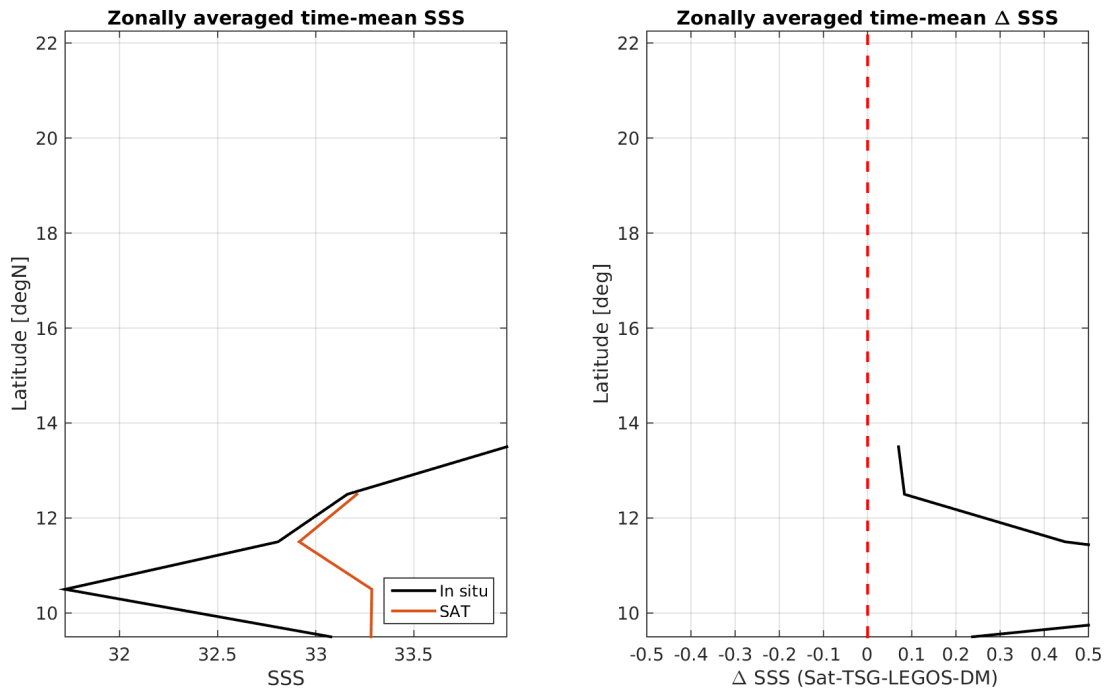 Zonally averaged time-mean SSS
22
20
18
16
14
12
10
Latitude [degN]
32
32.5
33
33.5
SSS
In situ
SAT
Zonally averaged time-mean Δ SSS
22
20
18
16
14
12
10
Latitude [deg]
-0.5 -0.4 -0.3 -0.2 -0.1 0 0.1 0.2 0.3 0.4 0.5
Δ SSS (Sat-TSG-LEGOS-DM)